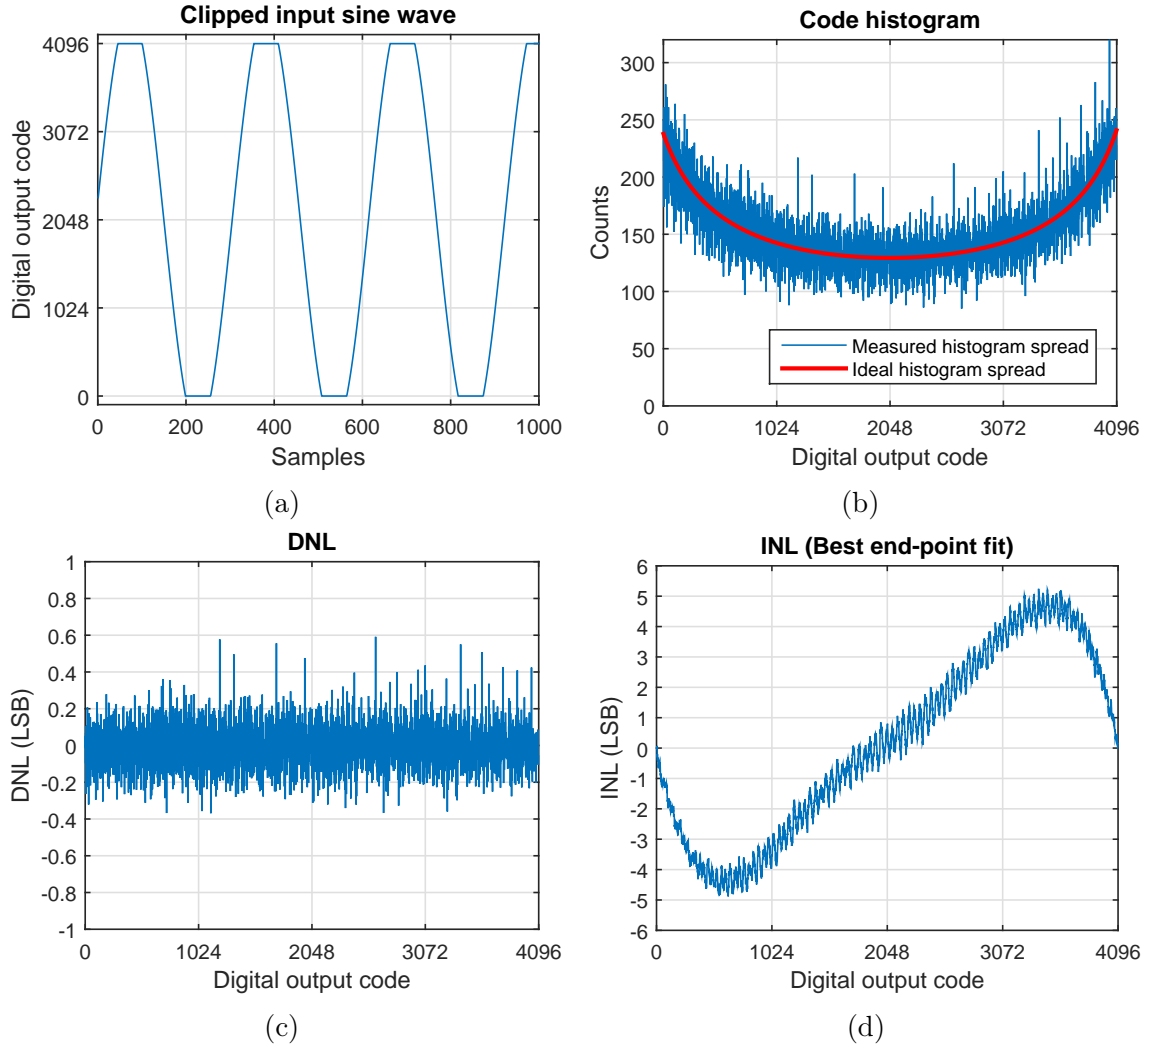 Clipped input sine wave
4096
3072
2048
1024
0
Digital output code
0 200 400 600 800 1000
Samples
(a)
Code histogram
300
250
200
150
100
50
0
Counts
Measured histogram spread
Ideal histogram spread
0 1024 2048 3072 4096
Digital output code
(b)
DNL
1
0.8
0.6
0.4
0.2
0
-0.2
-0.4
-0.6
-0.8
-1
DNL (LSB)
0 1024 2048 3072 4096
Digital output code
(c)
INL (Best end-point fit)
6
5
4
3
2
1
0
-1
-2
-3
-4
-5
-6
INL (LSB)
0 1024 2048 3072 4096
Digital output code
(d)